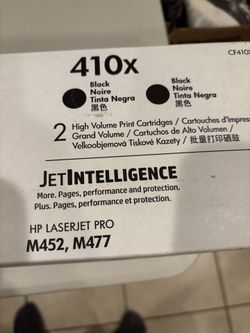 410x
CF410X
Black
Noire
Tinta Negra
黑色
Black
Noire
Tinta Negra
黑色
2 High Volume Print Cartridges / Cartouches d'Impress
Grand Volume / Cartuchos de Alto Volumen /
Velkoobjemová Tiskové Kazety / 批量打印硒鼓
JETINTELLIGENCE
More. Pages, performance and protection.
Plus. Pages, performance et protection.
HP LASERJET PRO
M452, M477